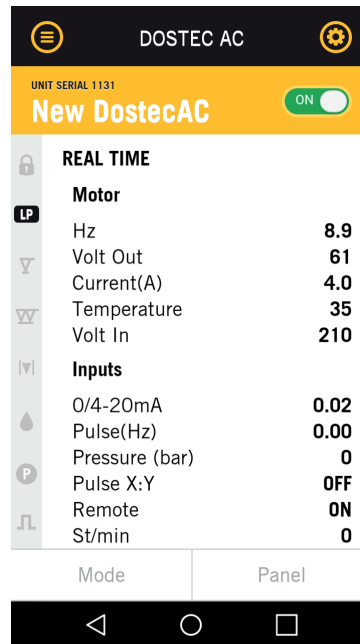 DOSTEC AC
UNIT SERIAL 1131
New DostecAC
ON
REAL TIME
Motor
LP
Hz 8.9
Volt Out 61
Current(A) 4.0
Temperature 35
Volt In 210
Inputs
0/4-20mA 0.02
Pulse(Hz) 0.00
Pressure (bar) 0
P
Pulse X:Y OFF
Remote ON
St/min 0
Mode Panel